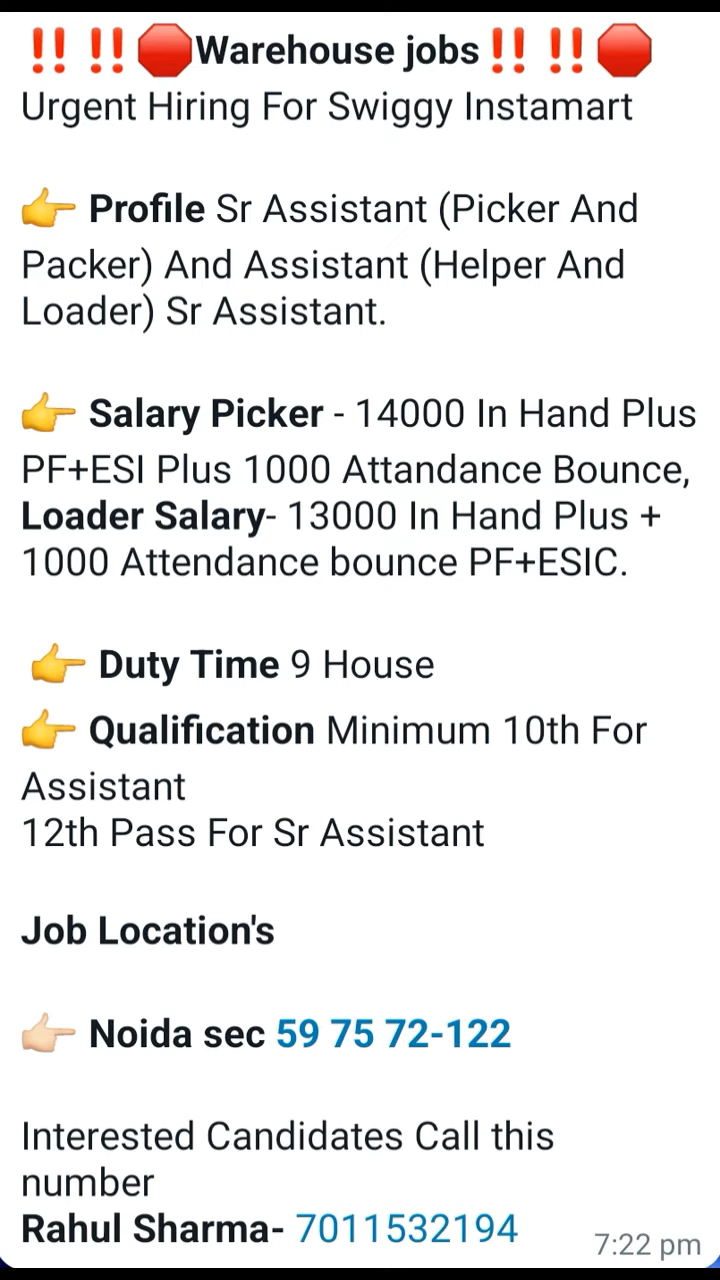 ‼️ ‼️🛑Warehouse jobs‼️ ‼️🛑
Urgent Hiring For Swiggy Instamart
👉 Profile Sr Assistant (Picker And
Packer) And Assistant (Helper And
Loader) Sr Assistant.
👉 Salary Picker - 14000 In Hand Plus
PF+ESI Plus 1000 Attandance Bounce,
Loader Salary- 13000 In Hand Plus +
1000 Attendance bounce PF+ESIC.
👉 Duty Time 9 House
👉 Qualification Minimum 10th For
Assistant
12th Pass For Sr Assistant
Job Location's
👉🏻 Noida sec 59 75 72-122
Interested Candidates Call this
number
Rahul Sharma- 7011532194
7:22 pm